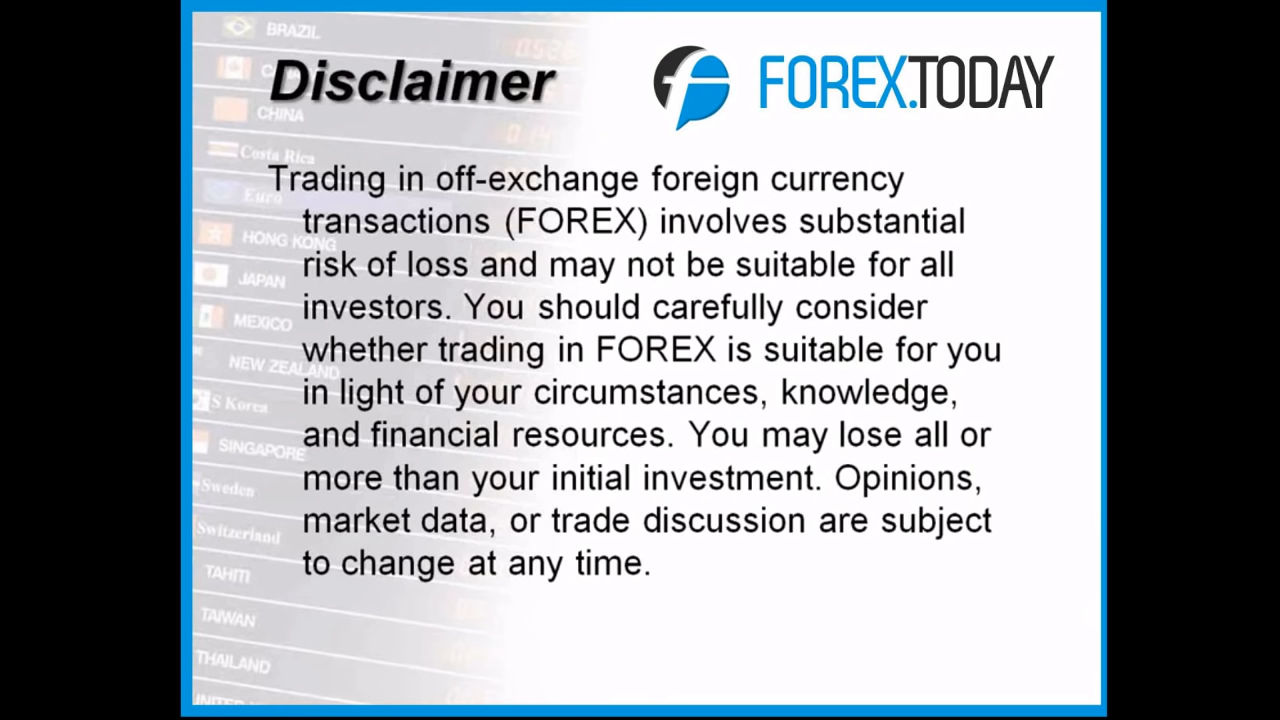 Disclaimer
FOREX.TODAY
Trading in off-exchange foreign currency
transactions (FOREX) involves substantial
risk of loss and may not be suitable for all
investors. You should carefully consider
whether trading in FOREX is suitable for you
in light of your circumstances, knowledge,
and financial resources. You may lose all or
more than your initial investment. Opinions,
market data, or trade discussion are subject
to change at any time.
BRAZIL
CHINA
Costa Rica
Euro
HONG KONG
JAPAN
MEXICO
NEW ZEALAND
S Korea
SINGAPORE
Sweden
Switzerland
TAHITI
TAIWAN
THAILAND